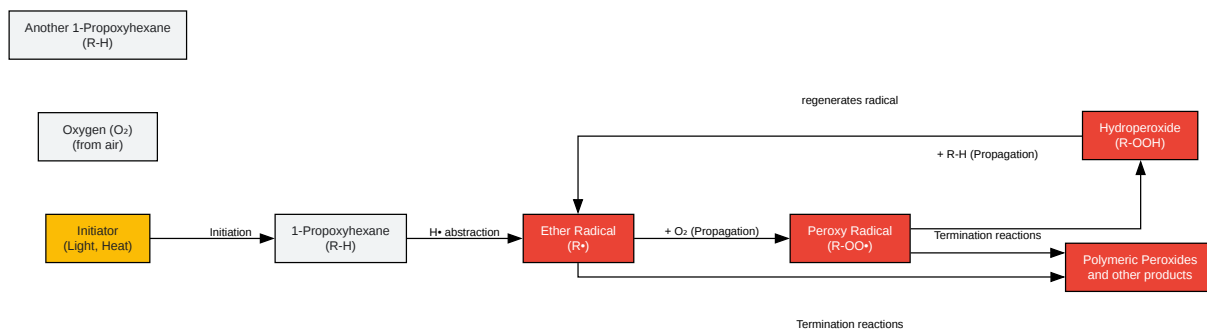 Another 1-Propoxyhexane
(R-H)
regenerates radical
Oxygen (O₂)
(from air)
Hydroperoxide
(R-OOH)
+ R-H (Propagation)
Initiator
(Light, Heat)
Initiation
1-Propoxyhexane
(R-H)
H• abstraction
Ether Radical
(R•)
+ O₂ (Propagation)
Peroxy Radical
(R-OO•)
Termination reactions
Polymeric Peroxides
and other products
Termination reactions